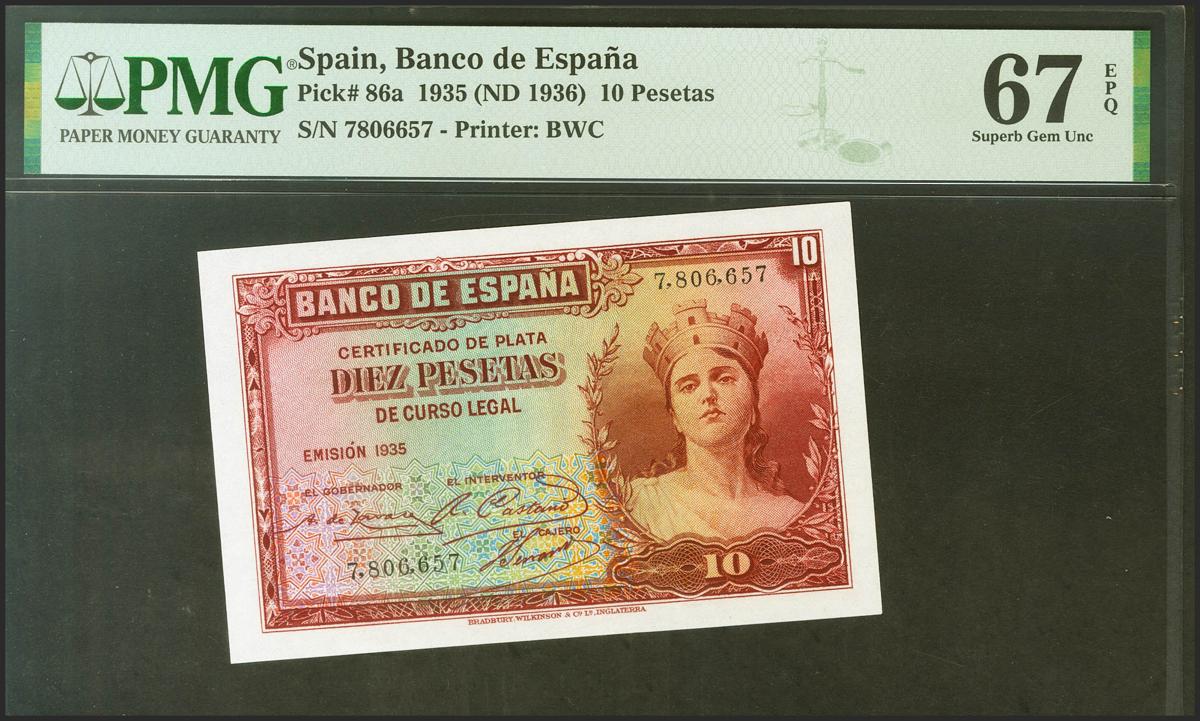 PMG®
PAPER MONEY GUARANTY
Spain, Banco de España
Pick# 86a 1935 (ND 1936) 10 Pesetas
S/N 7806657 - Printer: BWC
67 EPQ
Superb Gem Unc
10
BANCO DE ESPAÑA
7,806,657
CERTIFICADO DE PLATA
DIEZ PESETAS
DE CURSO LEGAL
EMISIÓN 1935
EL GOBERNADOR
EL INTERVENTOR
EL CAJERO
7,806,657
10
BRADBURY, WILKINSON & Cº Lº, INGLATERRA